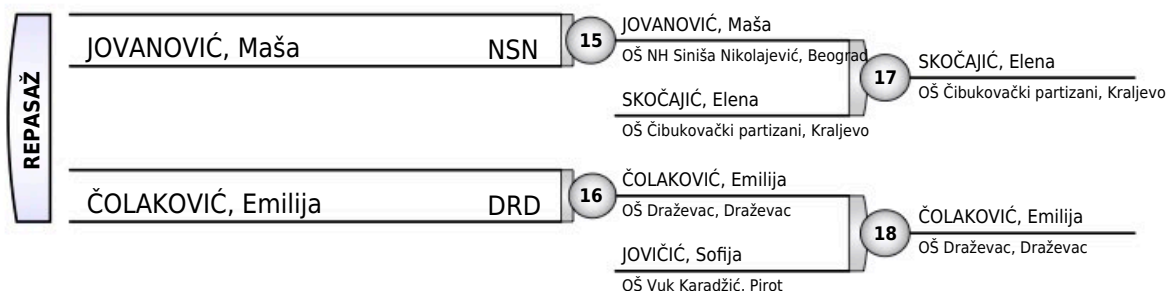 REPASAŽ
JOVANOVIĆ, Maša NSN
15
JOVANOVIĆ, Maša
OŠ NH Siniša Nikolajević, Beograd
SKOČAJIĆ, Elena
OŠ Čibukovački partizani, Kraljevo
17
SKOČAJIĆ, Elena
OŠ Čibukovački partizani, Kraljevo
ČOLAKOVIĆ, Emilija DRD
16
ČOLAKOVIĆ, Emilija
OŠ Draževac, Draževac
JOVIČIĆ, Sofija
OŠ Vuk Karadžić, Pirot
18
ČOLAKOVIĆ, Emilija
OŠ Draževac, Draževac